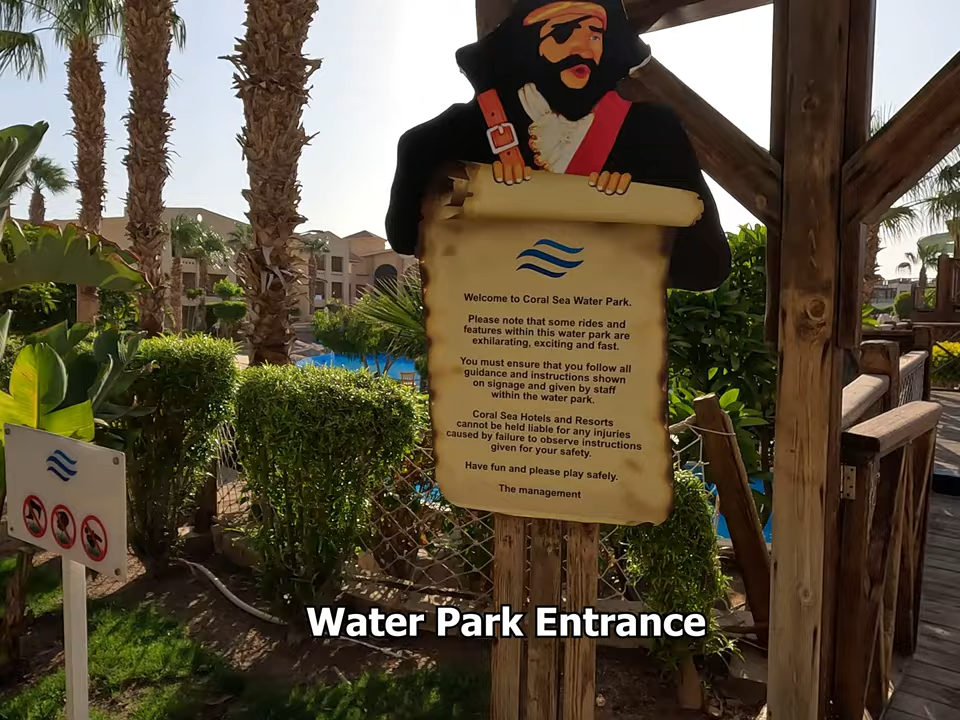 Welcome to Coral Sea Water Park.
Please note that some rides and
features within this water park are
exhilarating, exciting and fast.
You must ensure that you follow all
guidance and instructions shown
on signage and given by staff
within the water park.
Coral Sea Hotels and Resorts
cannot be held liable for any injuries
caused by failure to observe instructions
given for your safety.
Have fun and please play safely.
The management
Water Park Entrance